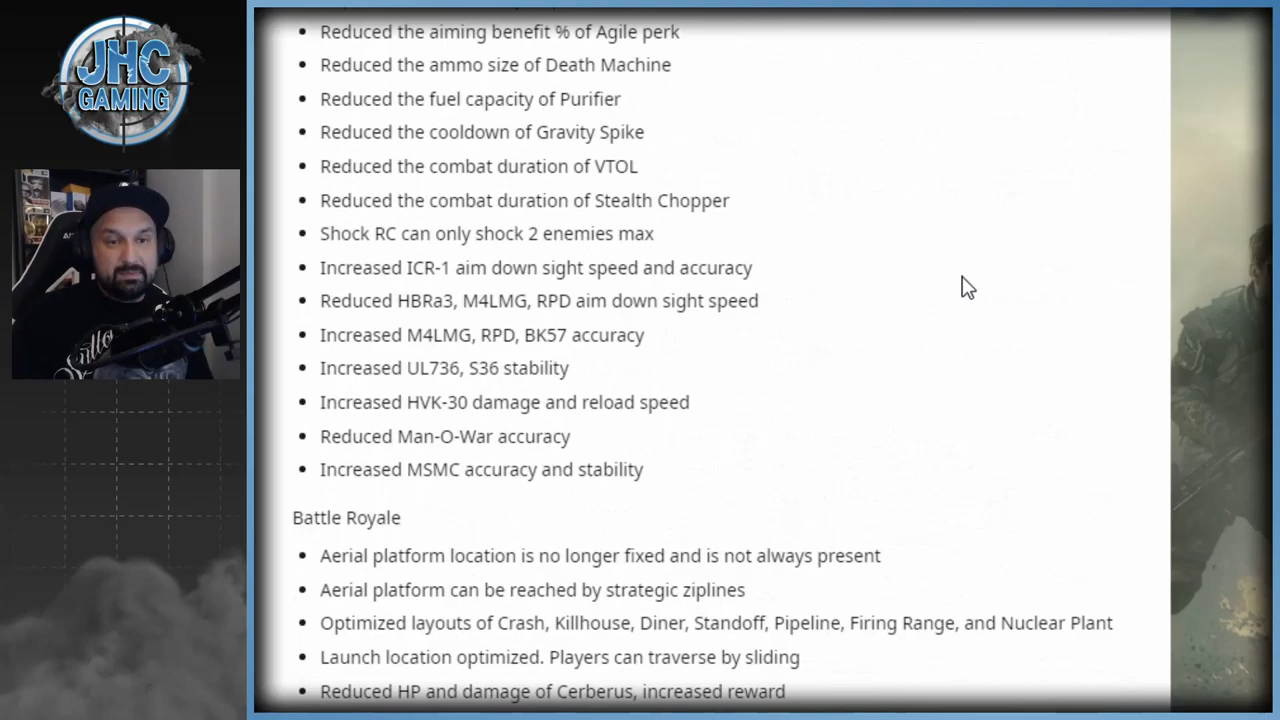 JHC
GAMING
Reduced the aiming benefit % of Agile perk
Reduced the ammo size of Death Machine
Reduced the fuel capacity of Purifier
Reduced the cooldown of Gravity Spike
Reduced the combat duration of VTOL
Reduced the combat duration of Stealth Chopper
Shock RC can only shock 2 enemies max
Increased ICR-1 aim down sight speed and accuracy
Reduced HBRa3, M4LMG, RPD aim down sight speed
Increased M4LMG, RPD, BK57 accuracy
Increased UL736, S36 stability
Increased HVK-30 damage and reload speed
Reduced Man-O-War accuracy
Increased MSMC accuracy and stability
Battle Royale
Aerial platform location is no longer fixed and is not always present
Aerial platform can be reached by strategic ziplines
Optimized layouts of Crash, Killhouse, Diner, Standoff, Pipeline, Firing Range, and Nuclear Plant
Launch location optimized. Players can traverse by sliding
Reduced HP and damage of Cerberus, increased reward